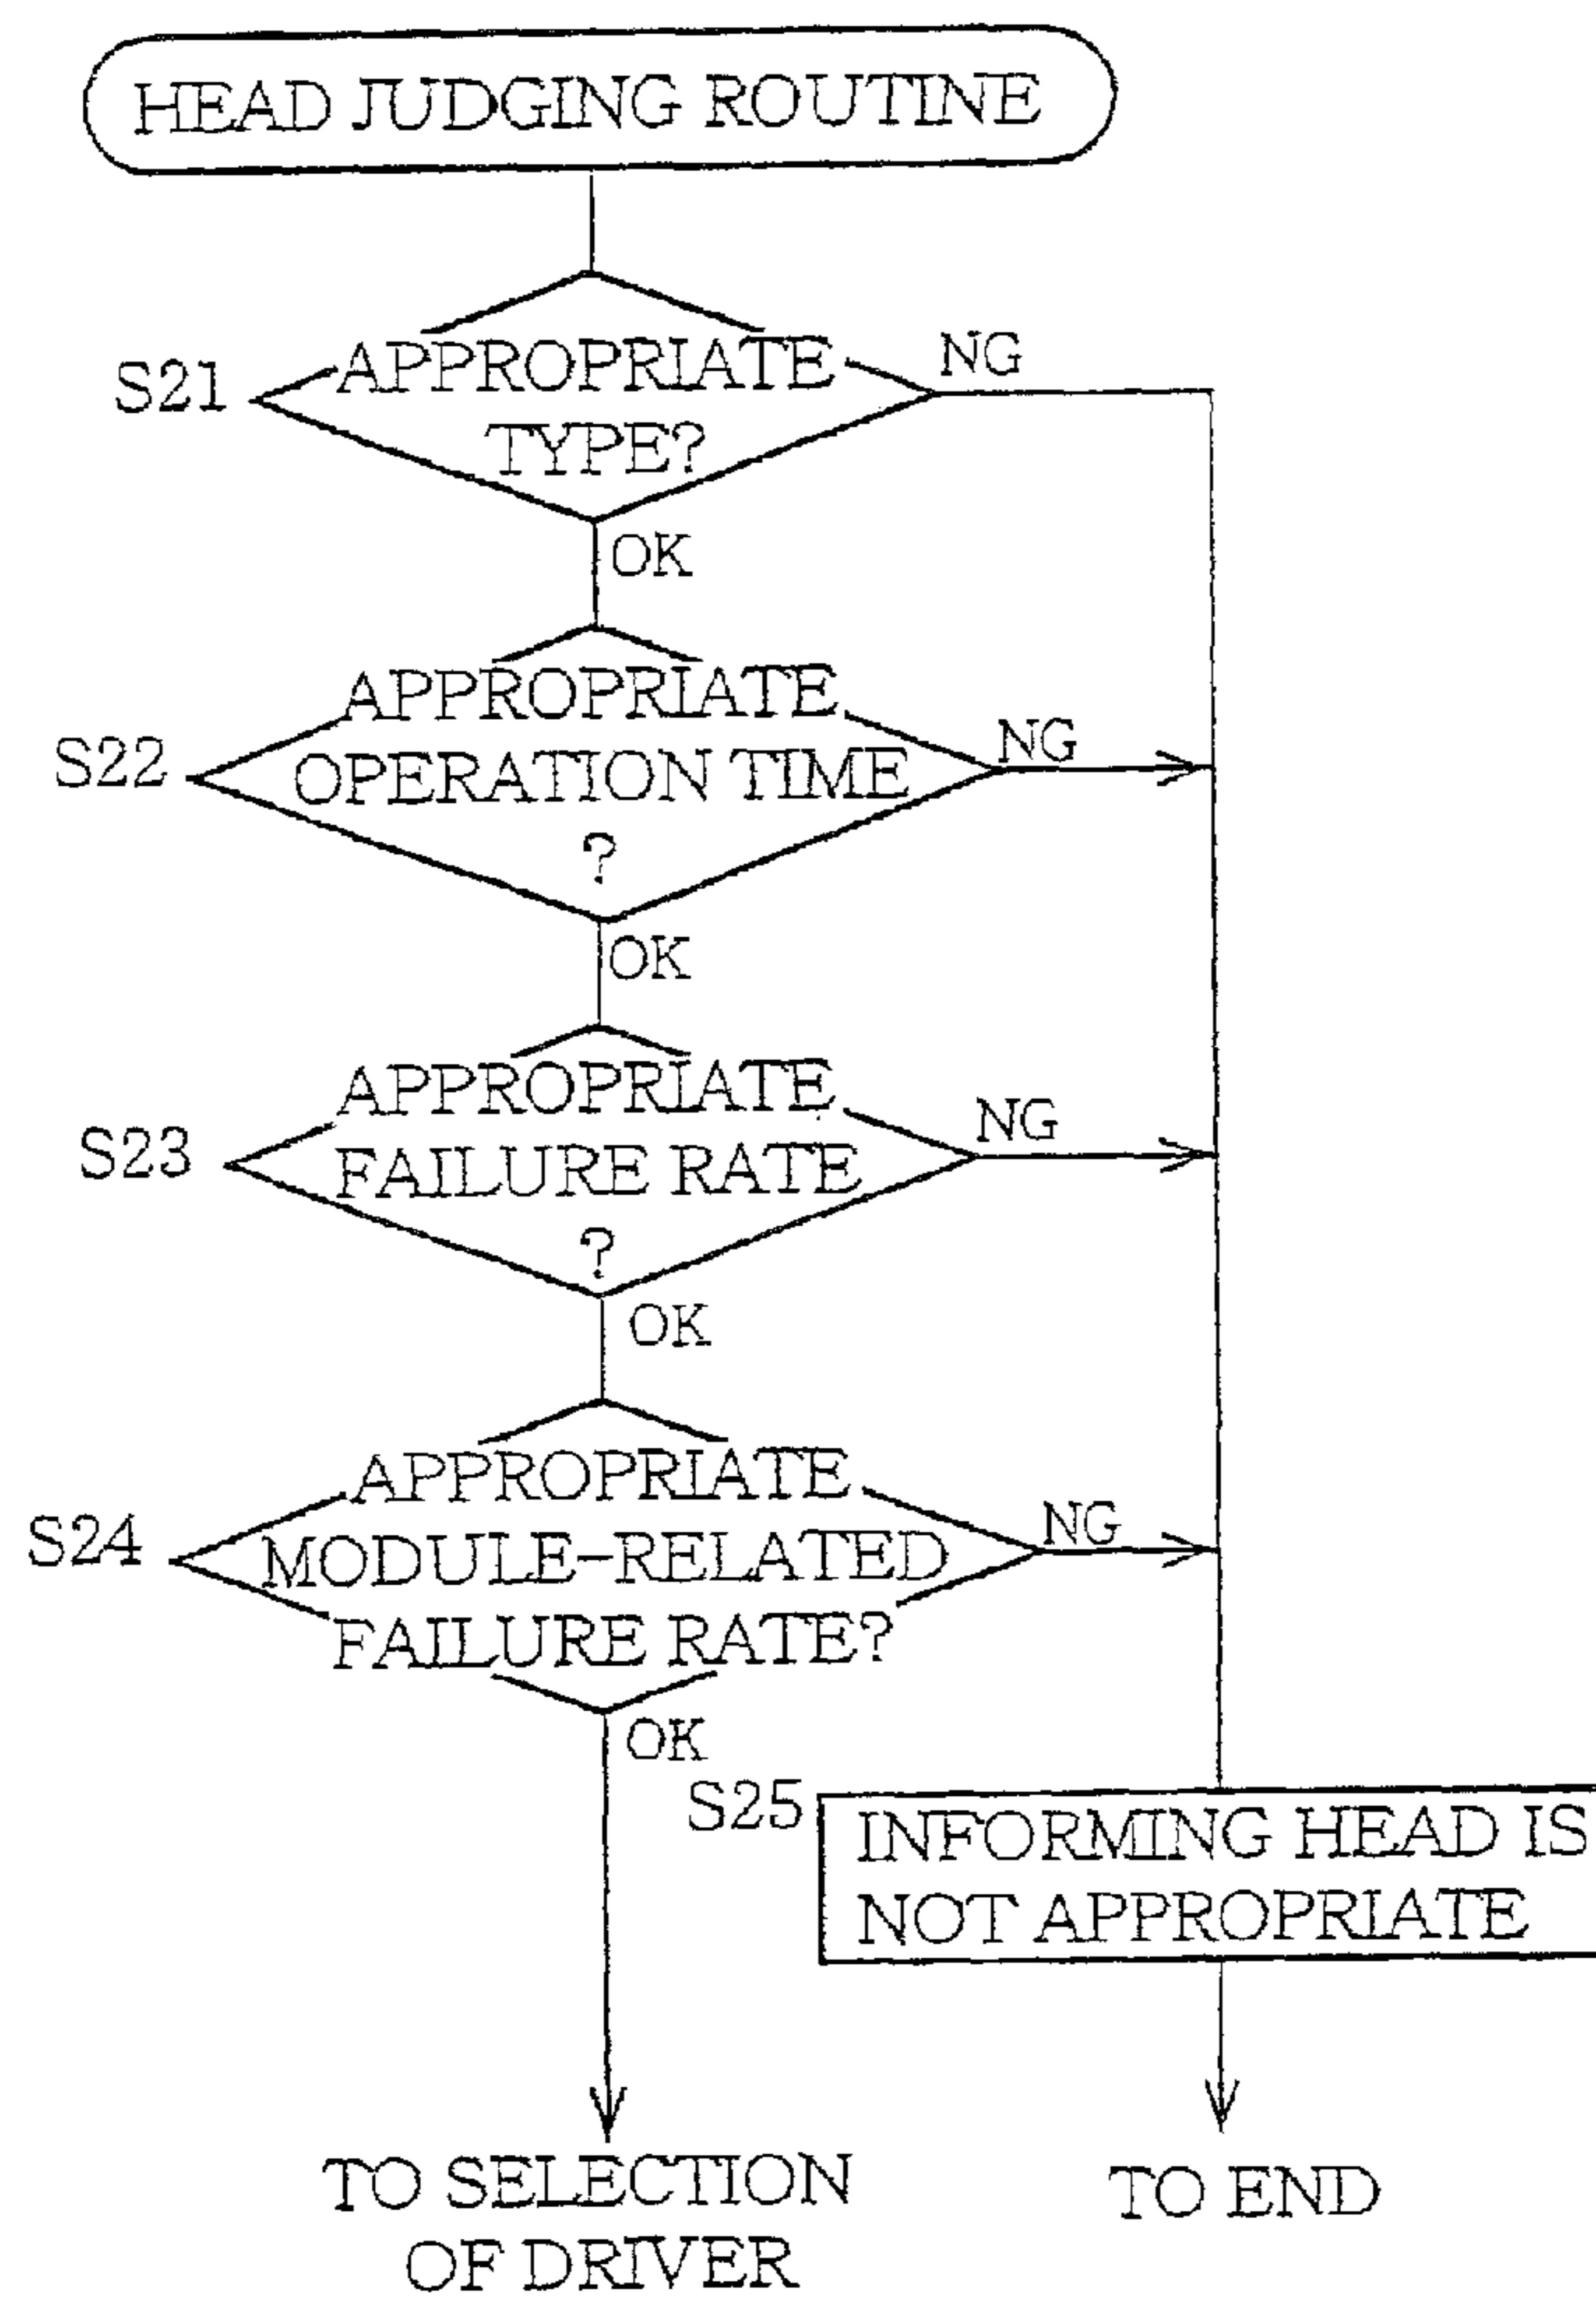 HEAD JUDGING ROUTINE
S21
APPROPRIATE
TYPE?
NG
OK
S22
APPROPRIATE
OPERATION TIME
?
NG
OK
S23
APPROPRIATE
FAILURE RATE
?
NG
OK
S24
APPROPRIATE
MODULE-RELATED
FAILURE RATE?
NG
OK
S25
INFORMING HEAD IS
NOT APPROPRIATE
TO SELECTION
OF DRIVER
TO END